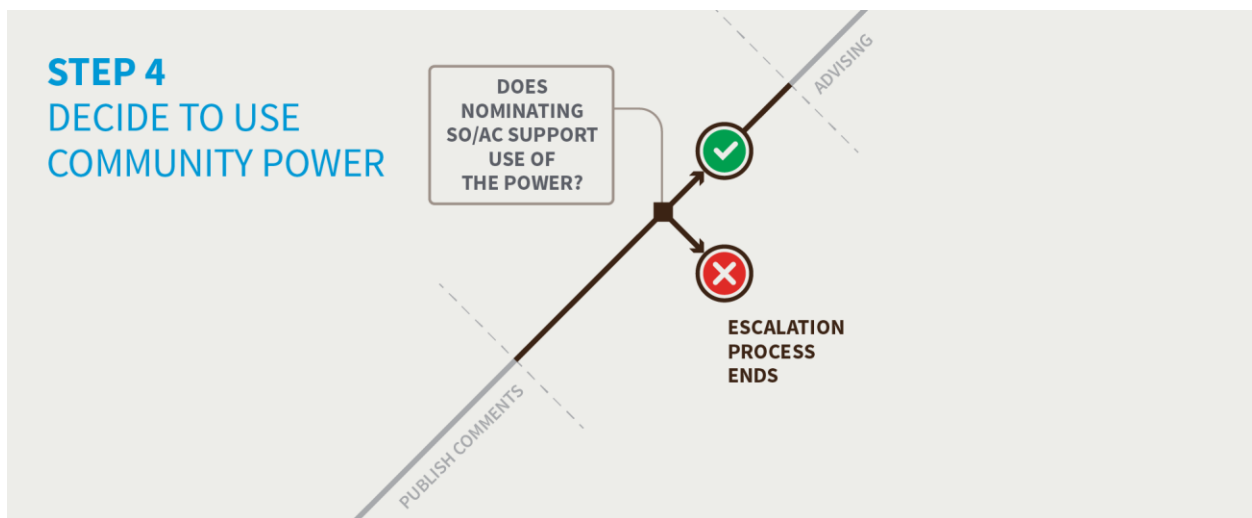 STEP 4
DECIDE TO USE
COMMUNITY POWER
DOES
NOMINATING
SO/AC SUPPORT
USE OF
THE POWER?
ADVISING
ESCALATION
PROCESS
ENDS
PUBLISH COMMENTS